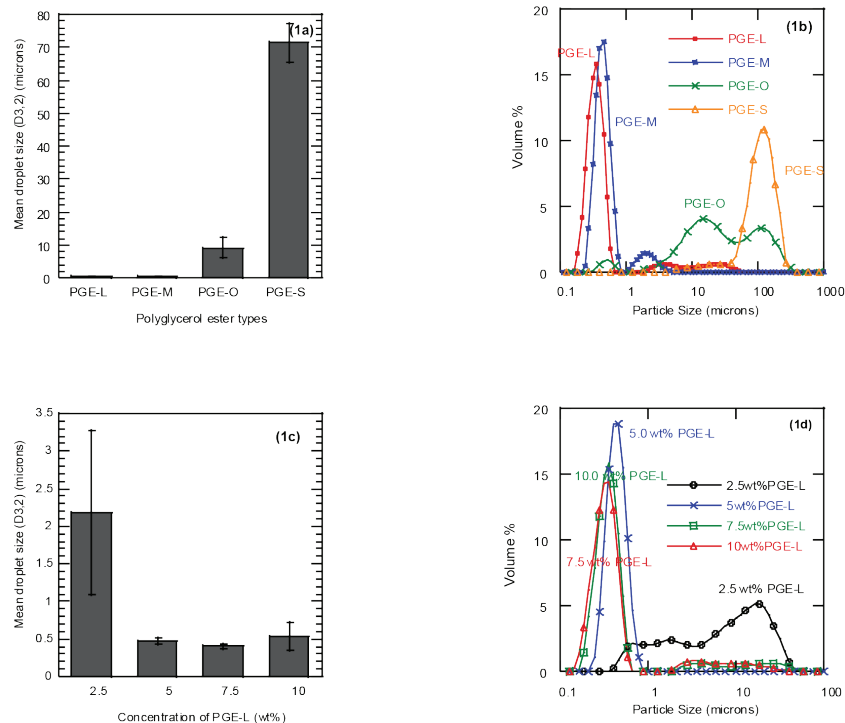 (1a)
80
70
60
50
40
30
20
10
0
Mean droplet size (D3,2) (microns)
PGE-L PGE-M PGE-O PGE-S
Polyglycerol ester types
(1b)
20
15
10
5
0
Volume %
PGE-L
PGE-M
PGE-O
PGE-S
PGE-L
PGE-M
PGE-O
PGE-S
0.1 1 10 100 1000
Particle Size (microns)
(1c)
3.5
3
2.5
2
1.5
1
0.5
0
Mean droplet size (D3,2) (microns)
2.5 5 7.5 10
Concentration of PGE-L (wt%)
(1d)
20
15
10
5
0
Volume %
5.0 wt% PGE-L
10.0 wt% PGE-L
7.5 wt% PGE-L
2.5 wt% PGE-L
2.5wt%PGE-L
5wt%PGE-L
7.5wt%PGE-L
10wt%PGE-L
0.1 1 10 100
Particle Size (microns)